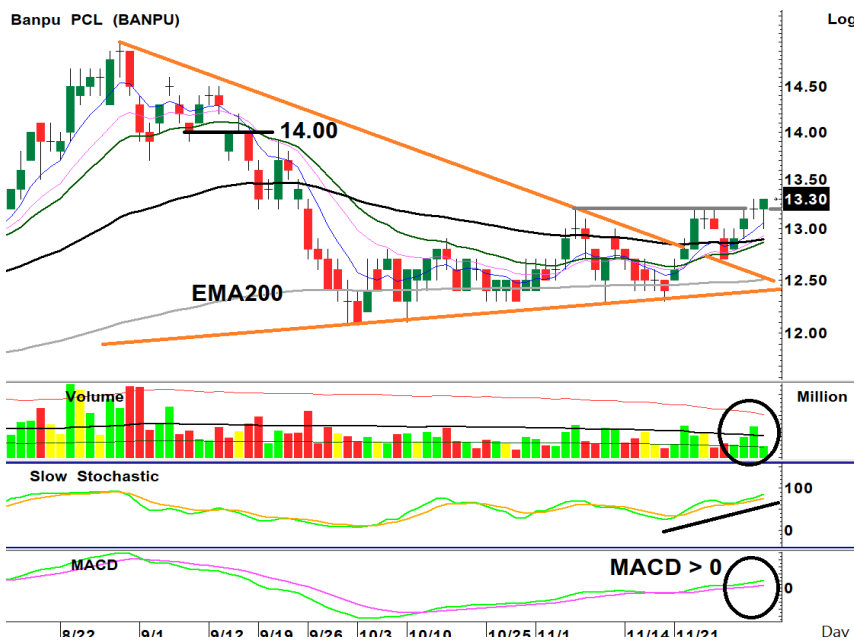 Banpu PCL (BANPU) Log
14.50
14.00
14.00
13.50
13.30
13.00
EMA200
12.50
12.00
Volume Million
Slow Stochastic
100
0
MACD MACD > 0
0
8/22 9/1 9/12 9/19 9/26 10/3 10/10 10/25 11/1 11/14 11/21 Day